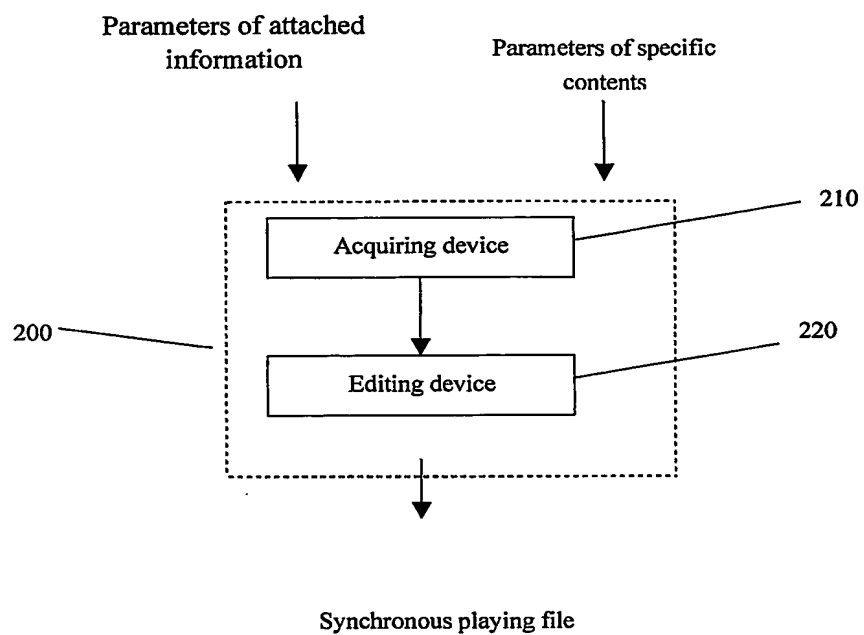 Parameters of attached
information
Parameters of specific
contents
210
Acquiring device
200
220
Editing device
Synchronous playing file